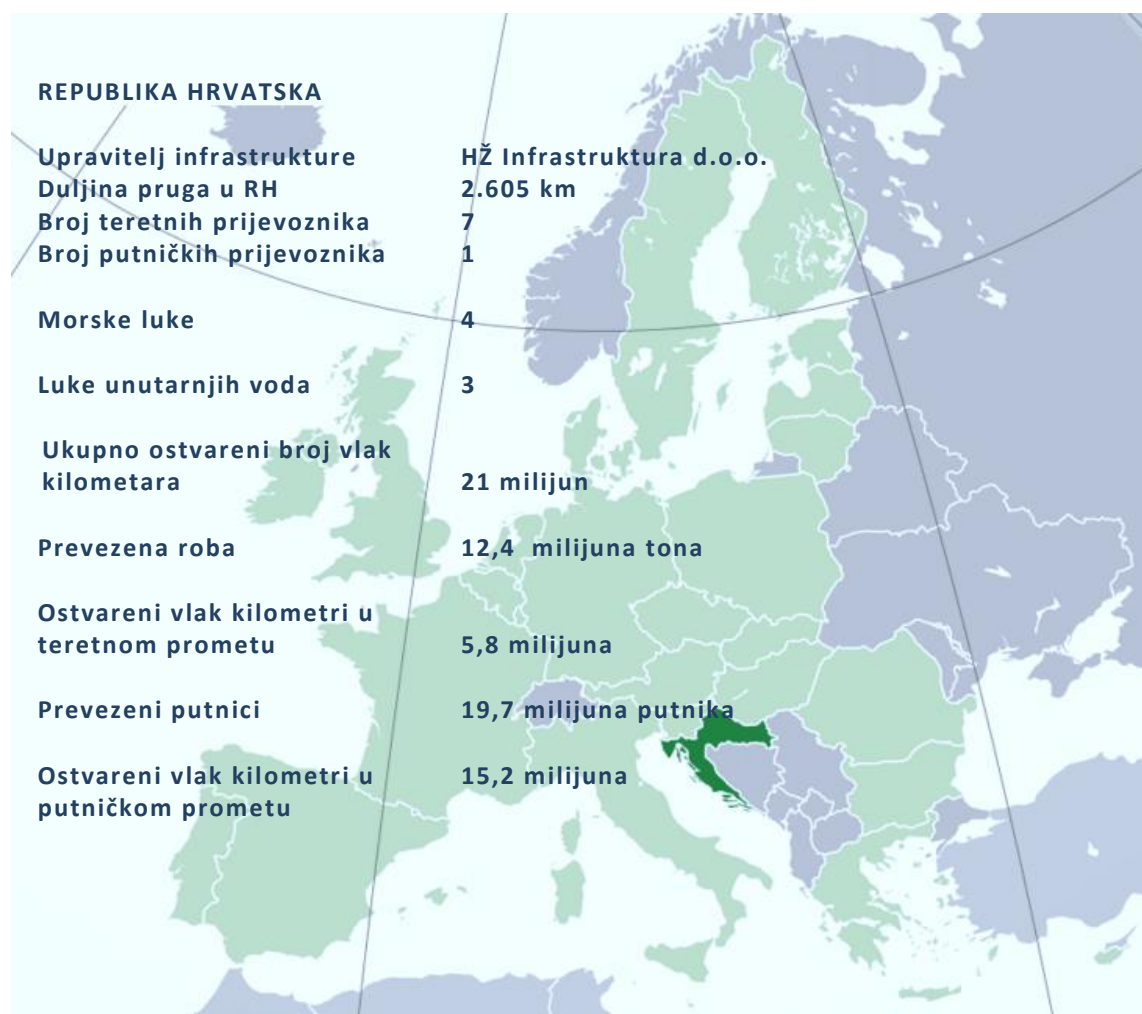 REPUBLIKA HRVATSKA
Upravitelj infrastrukture HŽ Infrastruktura d.o.o.
Duljina pruga u RH 2.605 km
Broj teretnih prijevoznika 7
Broj putničkih prijevoznika 1
Morske luke 4
Luke unutarnjih voda 3
Ukupno ostvareni broj vlak
kilometara 21 milijun
Prevezena roba 12,4 milijuna tona
Ostvareni vlak kilometri u
teretnom prometu 5,8 milijuna
Prevezeni putnici 19,7 milijuna putnika
Ostvareni vlak kilometri u 15,2 milijuna
putničkom prometu